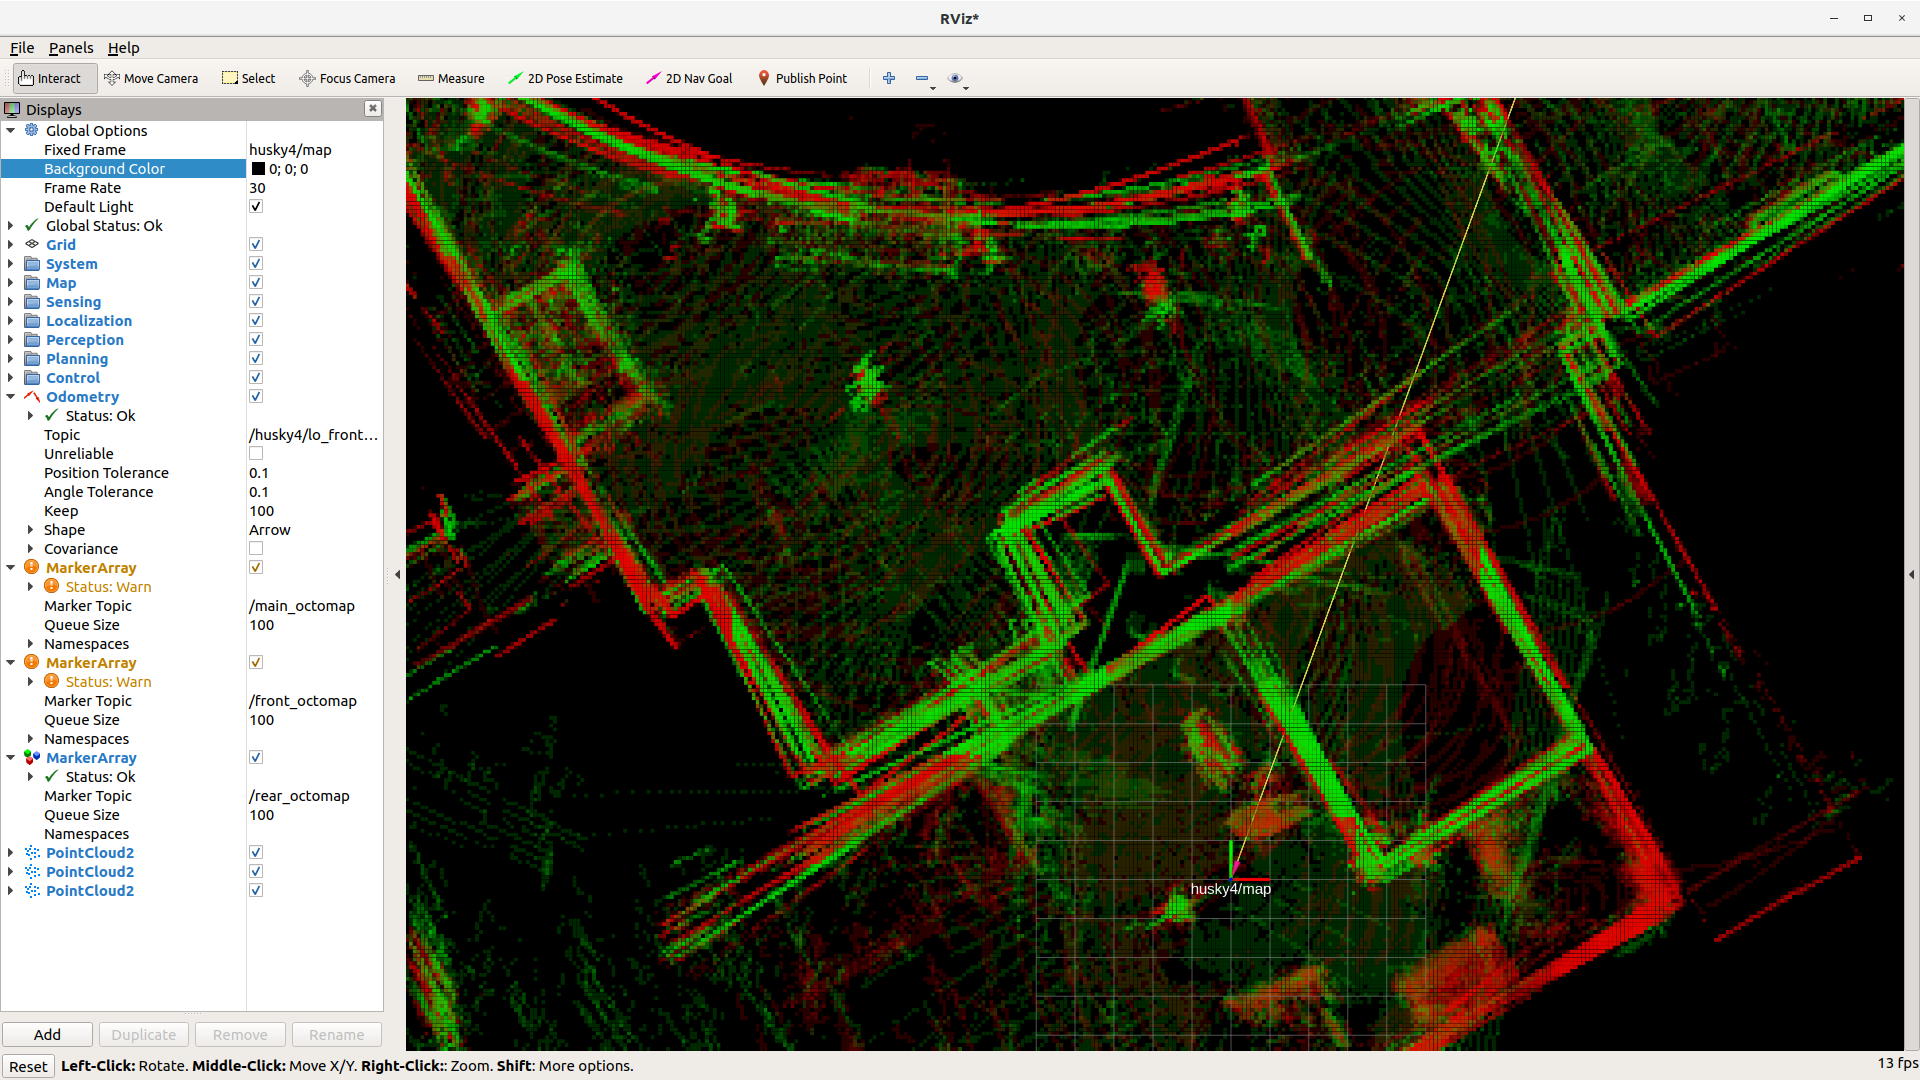 RViz*
File Panels Help
Interact Move Camera Select Focus Camera Measure 2D Pose Estimate 2D Nav Goal Publish Point
Displays
Global Options
Fixed Frame husky4/map
Background Color 0; 0; 0
Frame Rate 30
Default Light
Global Status: Ok
Grid
System
Map
Sensing
Localization
Perception
Planning
Control
Odometry
Status: Ok
Topic /husky4/lo_front…
Unreliable
Position Tolerance 0.1
Angle Tolerance 0.1
Keep 100
Shape Arrow
Covariance
MarkerArray
Status: Warn
Marker Topic /main_octomap
Queue Size 100
Namespaces
MarkerArray
Status: Warn
Marker Topic /front_octomap
Queue Size 100
Namespaces
MarkerArray
Status: Ok
Marker Topic /rear_octomap
Queue Size 100
Namespaces
PointCloud2
PointCloud2
PointCloud2
husky4/map
Add Duplicate Remove Rename
Reset Left-Click: Rotate. Middle-Click: Move X/Y. Right-Click:: Zoom. Shift: More options. 13 fps